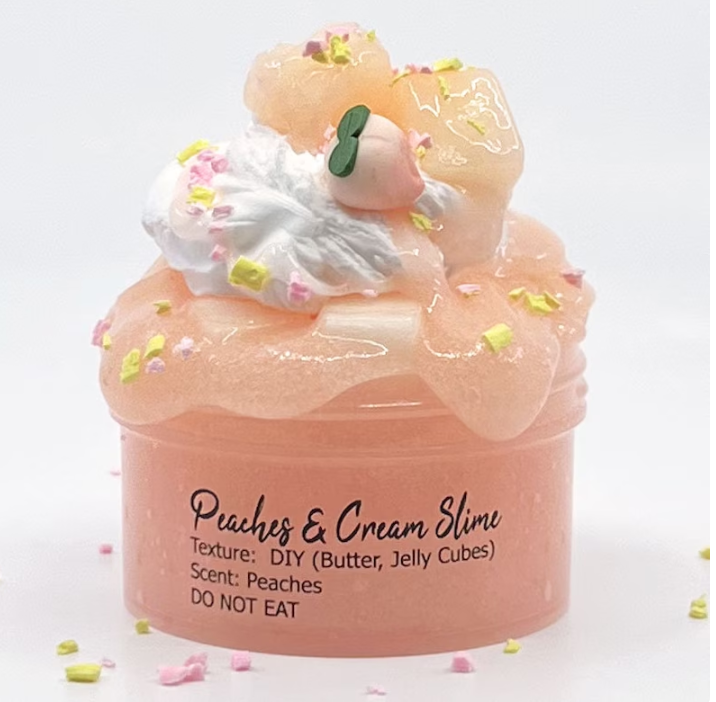 Peaches & Cream Slime
Texture: DIY (Butter, Jelly Cubes)
Scent: Peaches
DO NOT EAT